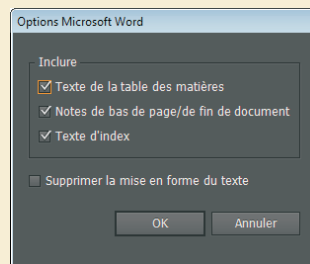 Options Microsoft Word
Inclure
Texte de la table des matières
Notes de bas de page/de fin de document
Texte d'index
Supprimer la mise en forme du texte
OK
Annuler